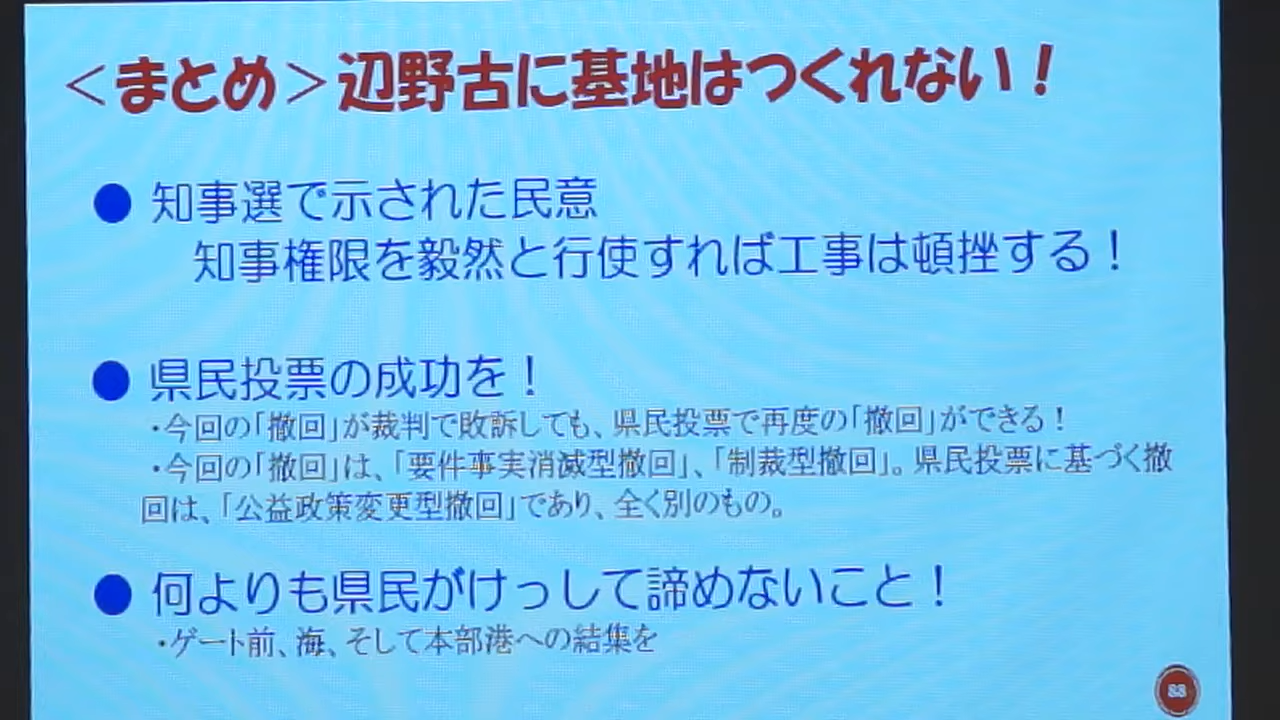 ＜まとめ＞辺野古に基地はつくれない！
● 知事選で示された民意
知事権限を毅然と行使すれば工事は頓挫する！
● 県民投票の成功を！
・今回の「撤回」が裁判で敗訴しても、県民投票で再度の「撤回」ができる！
・今回の「撤回」は、「要件事実消滅型撤回」、「制裁型撤回」。県民投票に基づく撤
回は、「公益政策変更型撤回」であり、全く別のもの。
● 何よりも県民がけっして諦めないこと！
・ゲート前、海、そして本部港への結集を